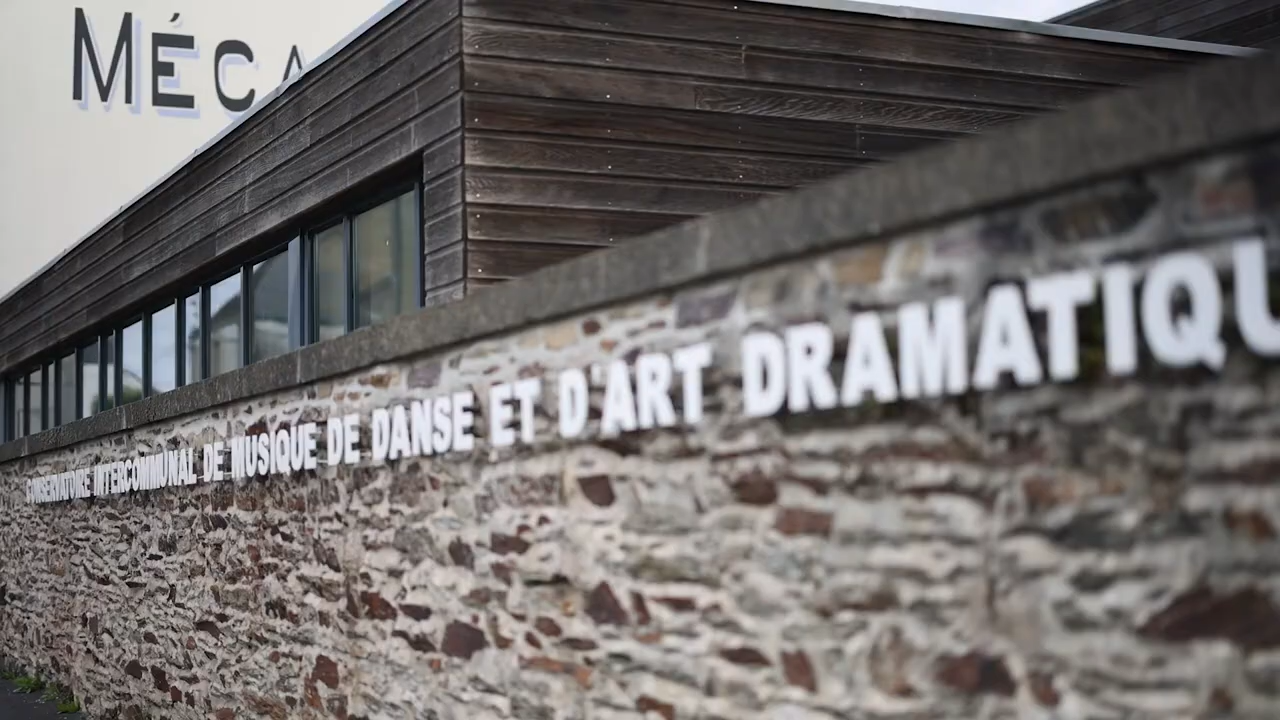 MÉCA
CONSERVATOIRE INTERCOMMUNAL DE MUSIQUE DE DANSE ET D'ART DRAMATIQU